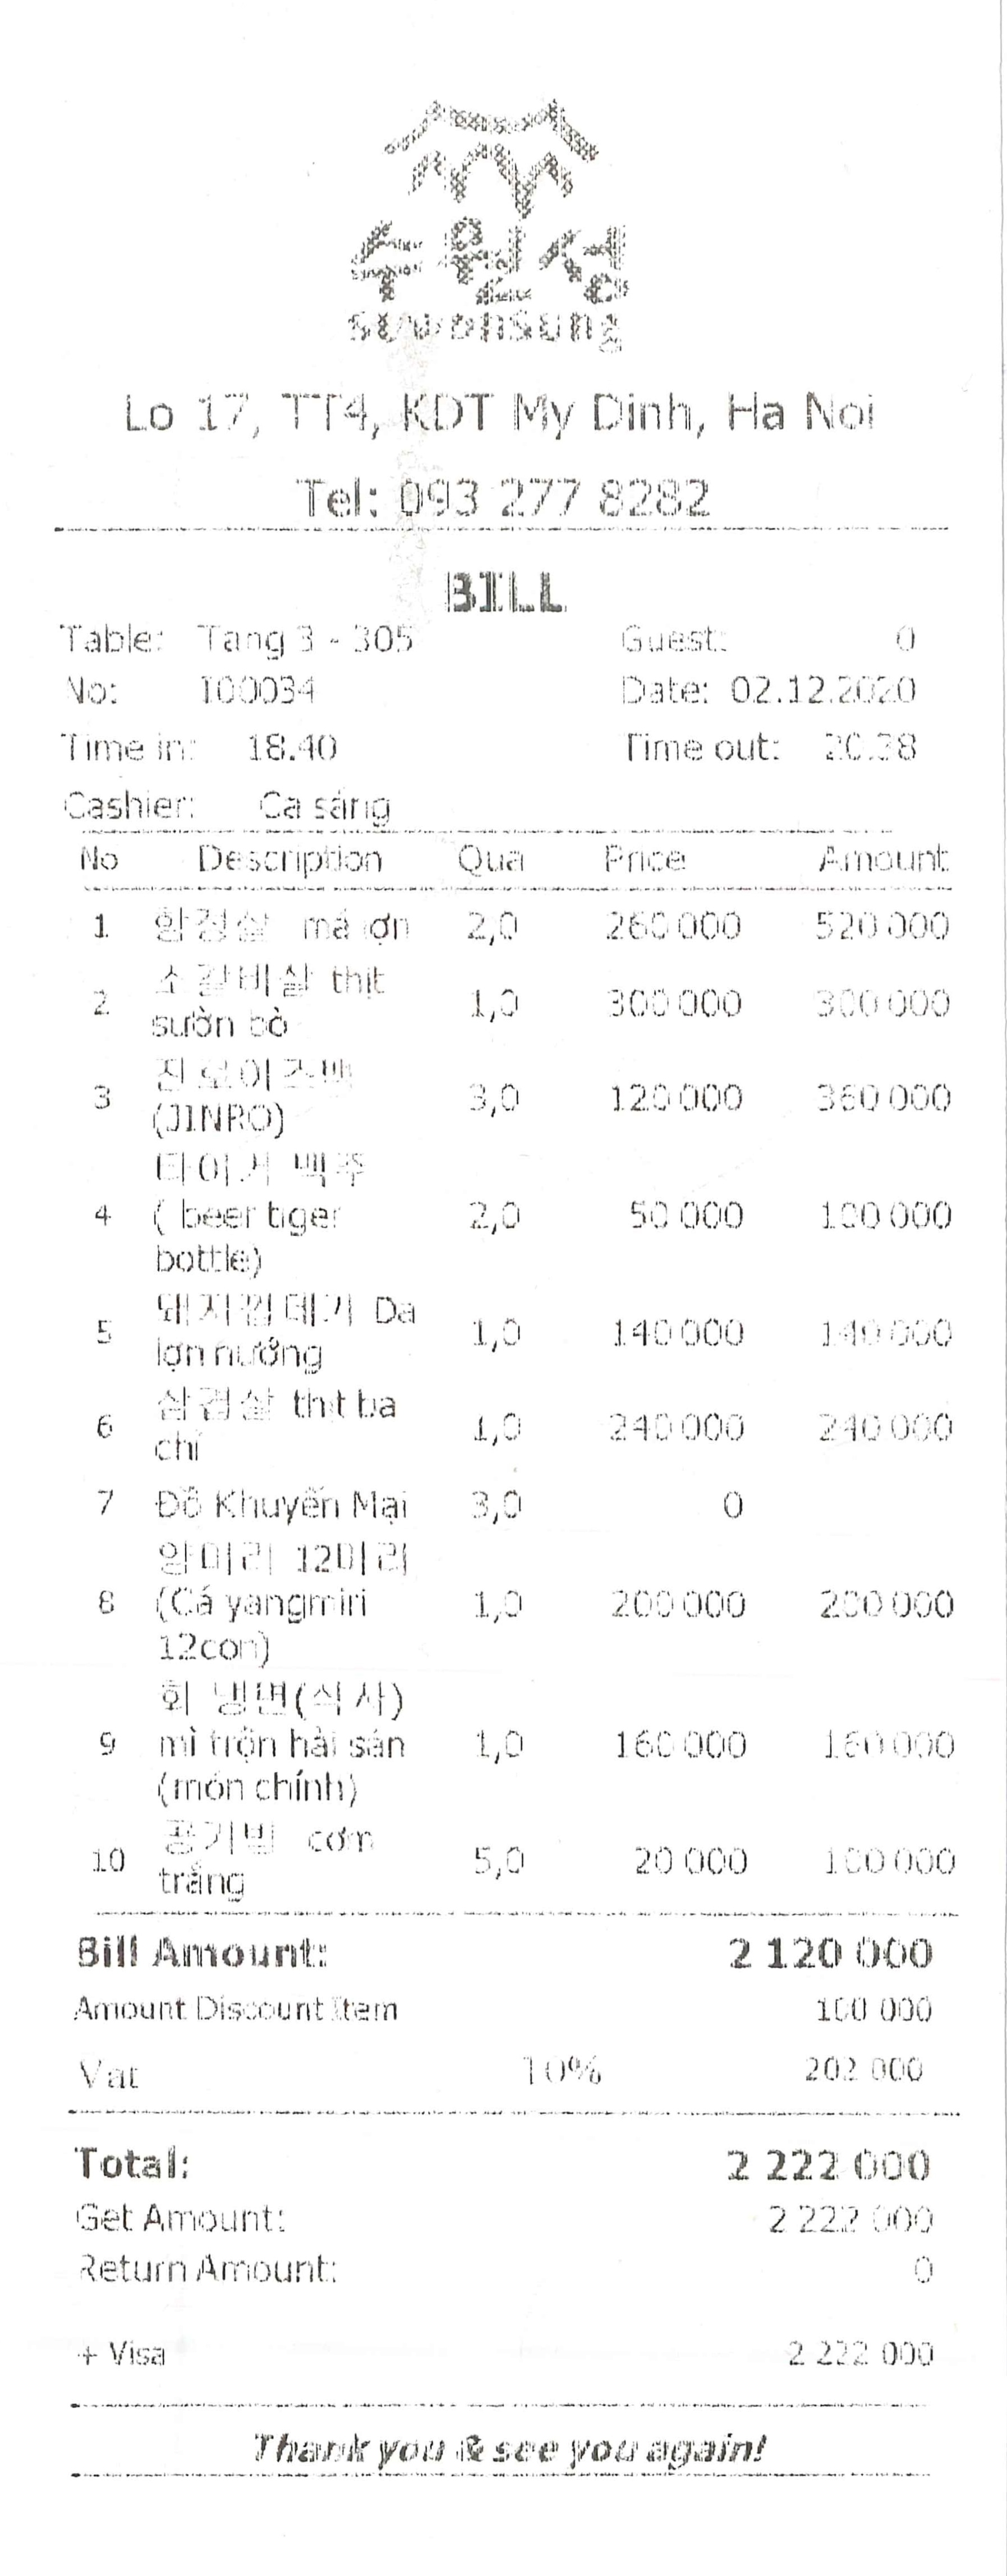 수원성
suwonsung
Lo 17, TT4, KDT My Dinh, Ha Noi
Tel: 093 277 8282
BILL
Table: Tang 3 - 305 Guest: 0
No: I00034 Date: 02.12.2020
Time in: 18.40 Time out: 20.38
Cashier: Ca sáng
No Description Qua Price Amount
1 항정살 má lợn 2,0 260 000 520 000
소갈비살 thịt
2 1,0 300 000 300 000
sườn bò
진로이즈백
3 3,0 120 000 360 000
(JINRO)
타이거 맥주
4 ( beer tiger 2,0 50 000 100 000
bottle)
돼지껍데기 Da
5 1,0 140 000 140 000
lợn nướng
삼겹살 thịt ba
6 1,0 240 000 240 000
chỉ
7 Đồ Khuyến Mại 3,0 0
양미리 12마리
8 (Cá yangmiri 1,0 200 000 200 000
12con)
회 냉면(식사)
9 mì trộn hải sản 1,0 160 000 160 000
(món chính)
공기밥 cơm
10 5,0 20 000 100 000
trắng
Bill Amount: 2 120 000
Amount Discount Item 100 000
Vat 10% 202 000
Total: 2 222 000
Get Amount: 2 222 000
Return Amount: 0
+ Visa 2 222 000
Thank you & see you again!